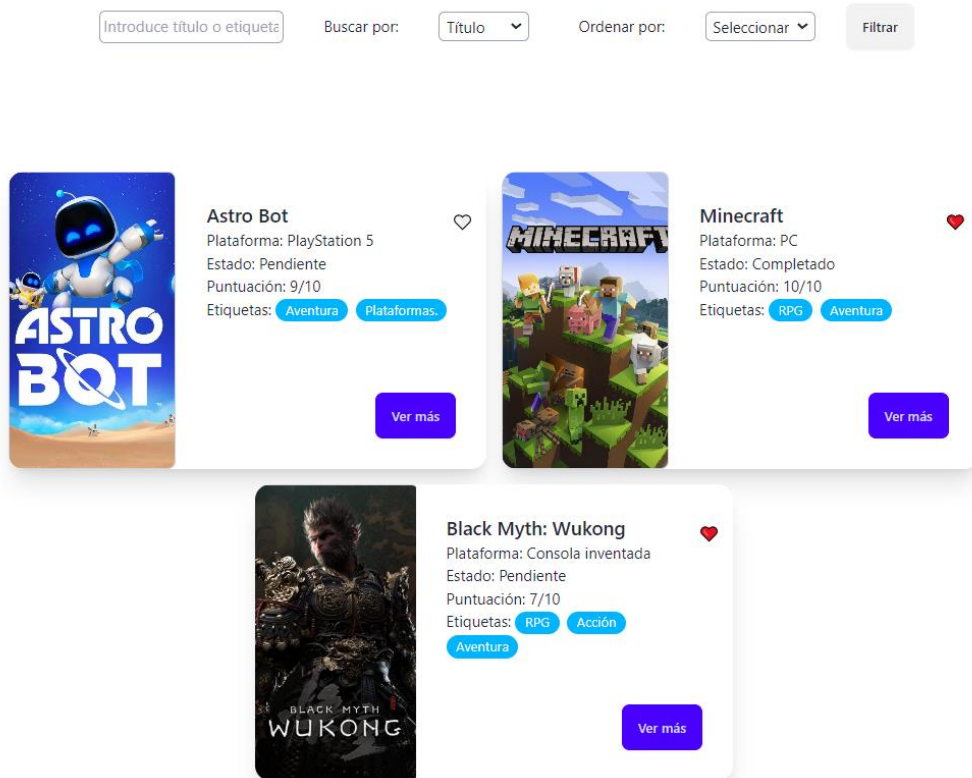 Introduce título o etiqueta
Buscar por:
Título
Ordenar por:
Seleccionar
Filtrar
ASTRO
BOT
Astro Bot
Plataforma: PlayStation 5
Estado: Pendiente
Puntuación: 9/10
Etiquetas: Aventura Plataformas.
Ver más
MINECRAFT
Minecraft
Plataforma: PC
Estado: Completado
Puntuación: 10/10
Etiquetas: RPG Aventura
Ver más
BLACK MYTH
WUKONG
Black Myth: Wukong
Plataforma: Consola inventada
Estado: Pendiente
Puntuación: 7/10
Etiquetas: RPG Acción
Aventura
Ver más